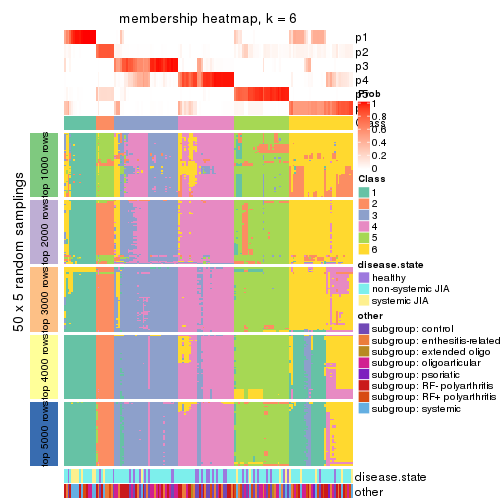 membership heatmap, k = 6
p1
p2
p3
p4
Prob
1
0.8
0.6
0.4
0.2
0
Class
1
2
3
4
5
6
disease.state
healthy
non-systemic JIA
systemic JIA
other
subgroup: control
subgroup: enthesitis-related
subgroup: extended oligo
subgroup: oligoarticular
subgroup: psoriatic
subgroup: RF- polyarthritis
subgroup: RF+ polyarthritis
subgroup: systemic
50 x 5 random samplings
top 1000 rows
top 2000 rows
top 3000 rows
top 4000 rows
top 5000 rows
disease.state
other